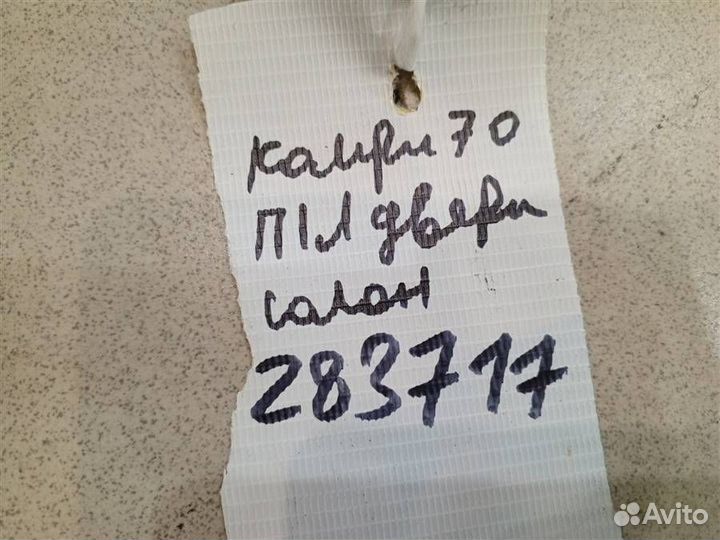 камри 70
П/Л двери
салон
283717
Avito